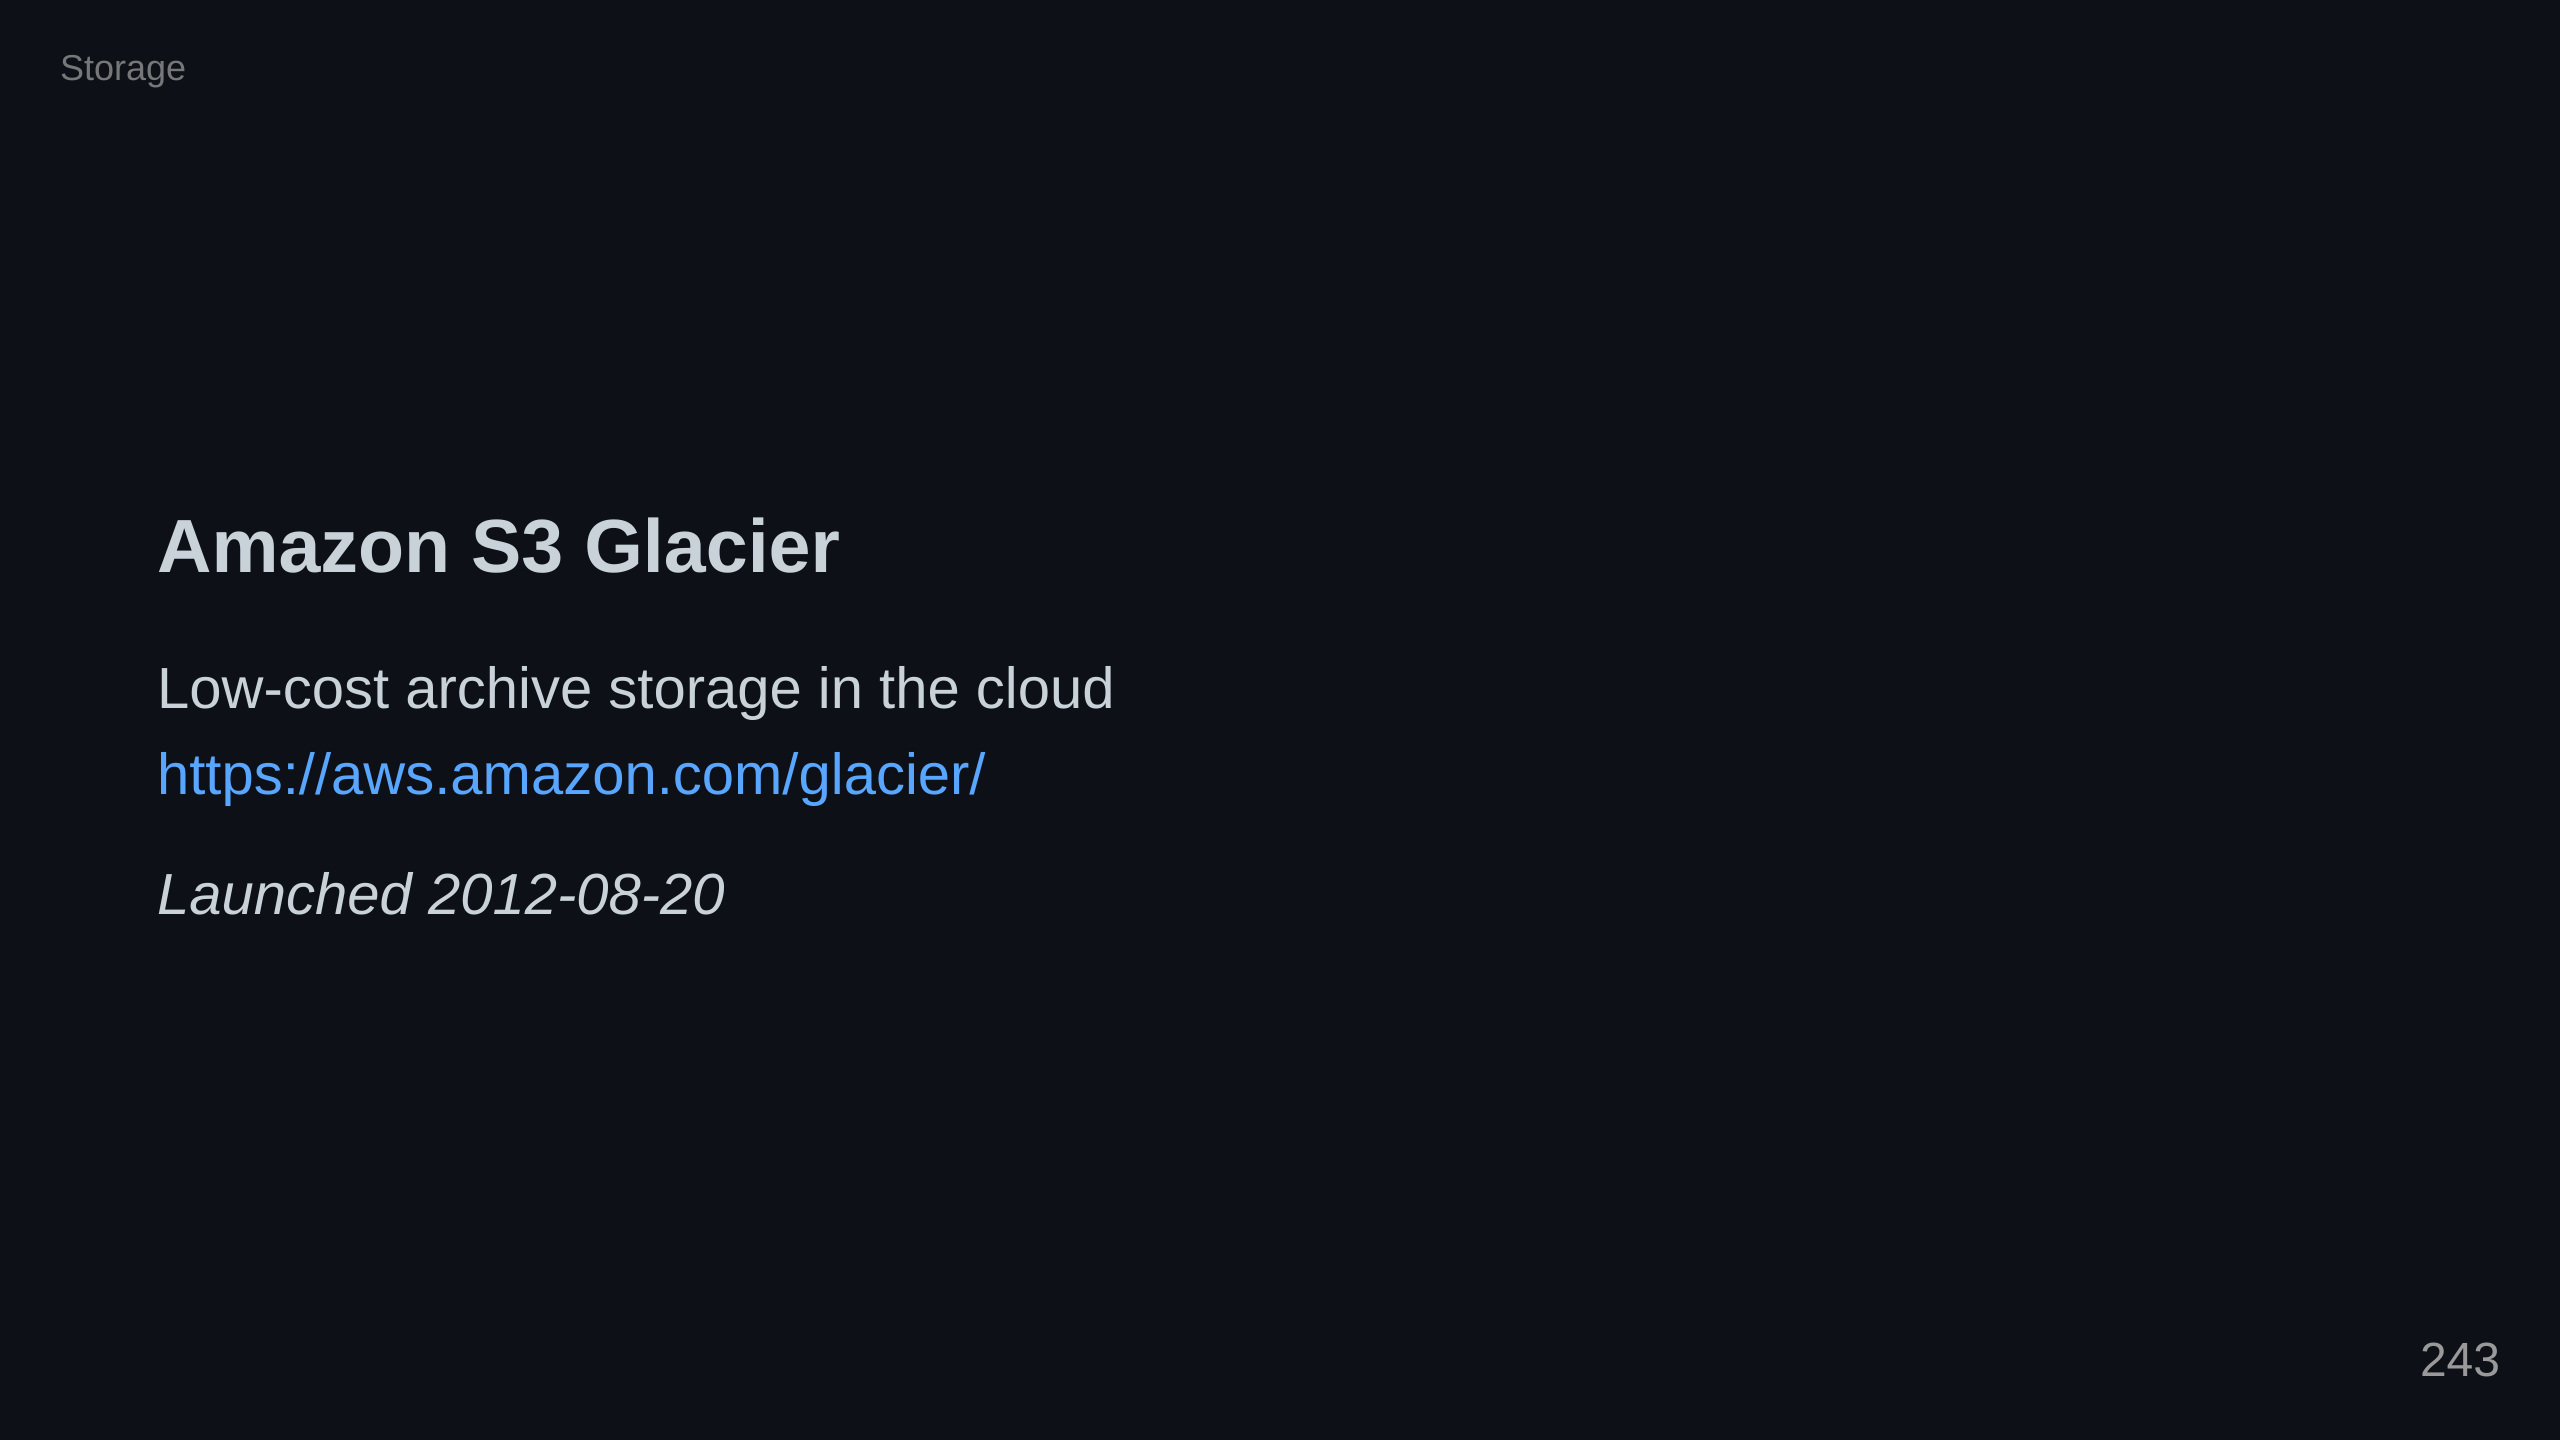 Storage
Amazon S3 Glacier
Low-cost archive storage in the cloud
https://aws.amazon.com/glacier/
Launched 2012-08-20
243